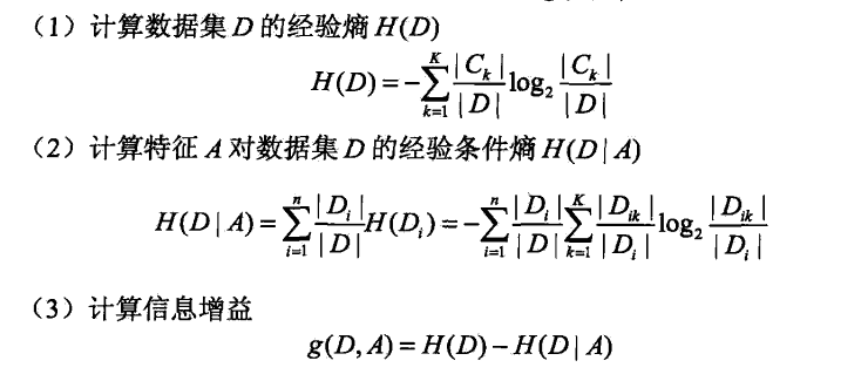 （1）计算数据集 D 的经验熵 H(D)
H(D) = -\sum_{k=1}^{K} \frac{|C_k|}{|D|} \log_2 \frac{|C_k|}{|D|}
（2）计算特征 A 对数据集 D 的经验条件熵 H(D|A)
H(D|A) = \sum_{i=1}^{n} \frac{|D_i|}{|D|} H(D_i) = -\sum_{i=1}^{n} \frac{|D_i|}{|D|} \sum_{k=1}^{K} \frac{|D_{ik}|}{|D_i|} \log_2 \frac{|D_{ik}|}{|D_i|}
（3）计算信息增益
g(D, A) = H(D) - H(D|A)